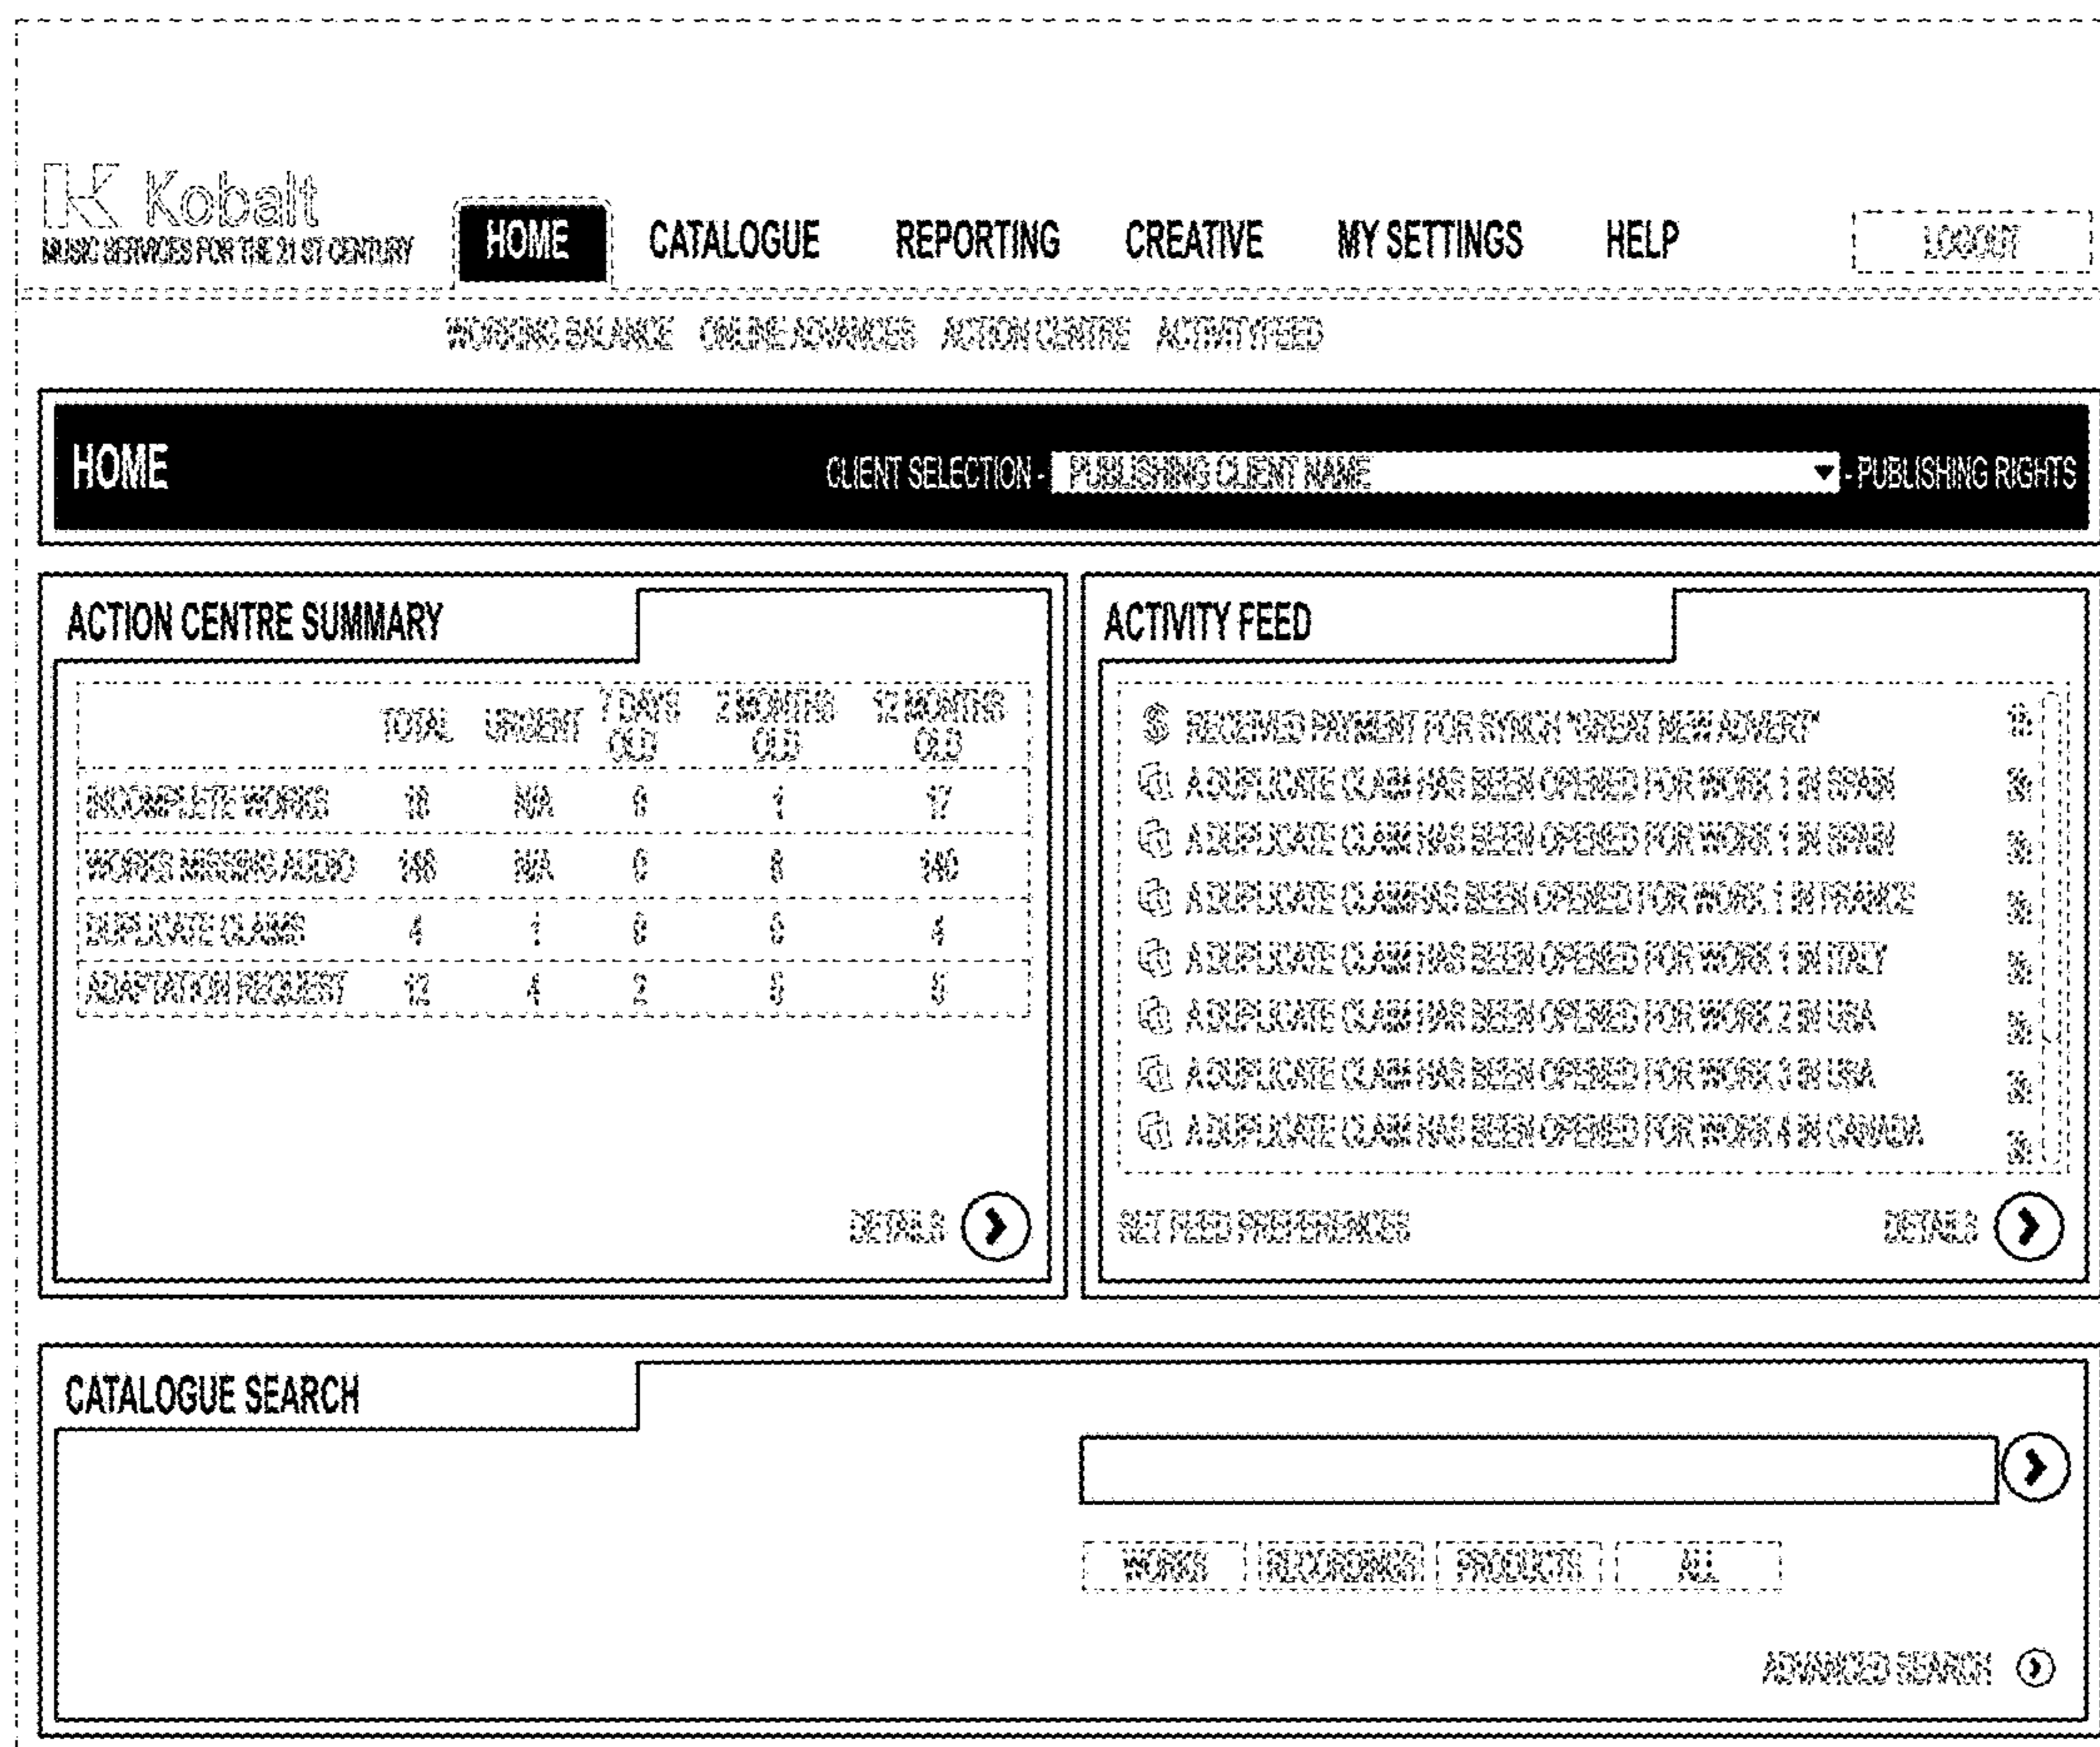 Kobalt
MUSIC SERVICES FOR THE 21 ST CENTURY
HOME CATALOGUE REPORTING CREATIVE MY SETTINGS HELP LOGOUT
WORKING BALANCE ONLINE ADVANCES ACTION CENTRE ACTIVITY FEED
HOME CLIENT SELECTION - PUBLISHING CLIENT NAME - PUBLISHING RIGHTS
ACTION CENTRE SUMMARY
TOTAL URGENT 7 DAYS OLD 2 MONTHS OLD 12 MONTHS OLD
INCOMPLETE WORKS 18 N/A 0 1 17
WORKS MISSING AUDIO N/A 0 8 140
DUPLICATE CLAIMS 4 1 0 4
ADAPTATION REQUEST 12 4 2
DETAILS
ACTIVITY FEED
$ RECEIVED PAYMENT FOR SYNCH "GREAT NEW ADVERT"
A DUPLICATE CLAIM HAS BEEN OPENED FOR WORK 1 IN SPAIN
A DUPLICATE CLAIM HAS BEEN OPENED FOR WORK 1 IN SPAIN
A DUPLICATE CLAIM HAS BEEN OPENED FOR WORK 1 IN FRANCE
A DUPLICATE CLAIM HAS BEEN OPENED FOR WORK 1 IN ITALY
A DUPLICATE CLAIM HAS BEEN OPENED FOR WORK 2 IN USA
A DUPLICATE CLAIM HAS BEEN OPENED FOR WORK 3 IN USA
A DUPLICATE CLAIM HAS BEEN OPENED FOR WORK 4 IN CANADA
SET FEED PREFERENCES DETAILS
CATALOGUE SEARCH
WORKS RECORDINGS PRODUCTS ALL
ADVANCED SEARCH